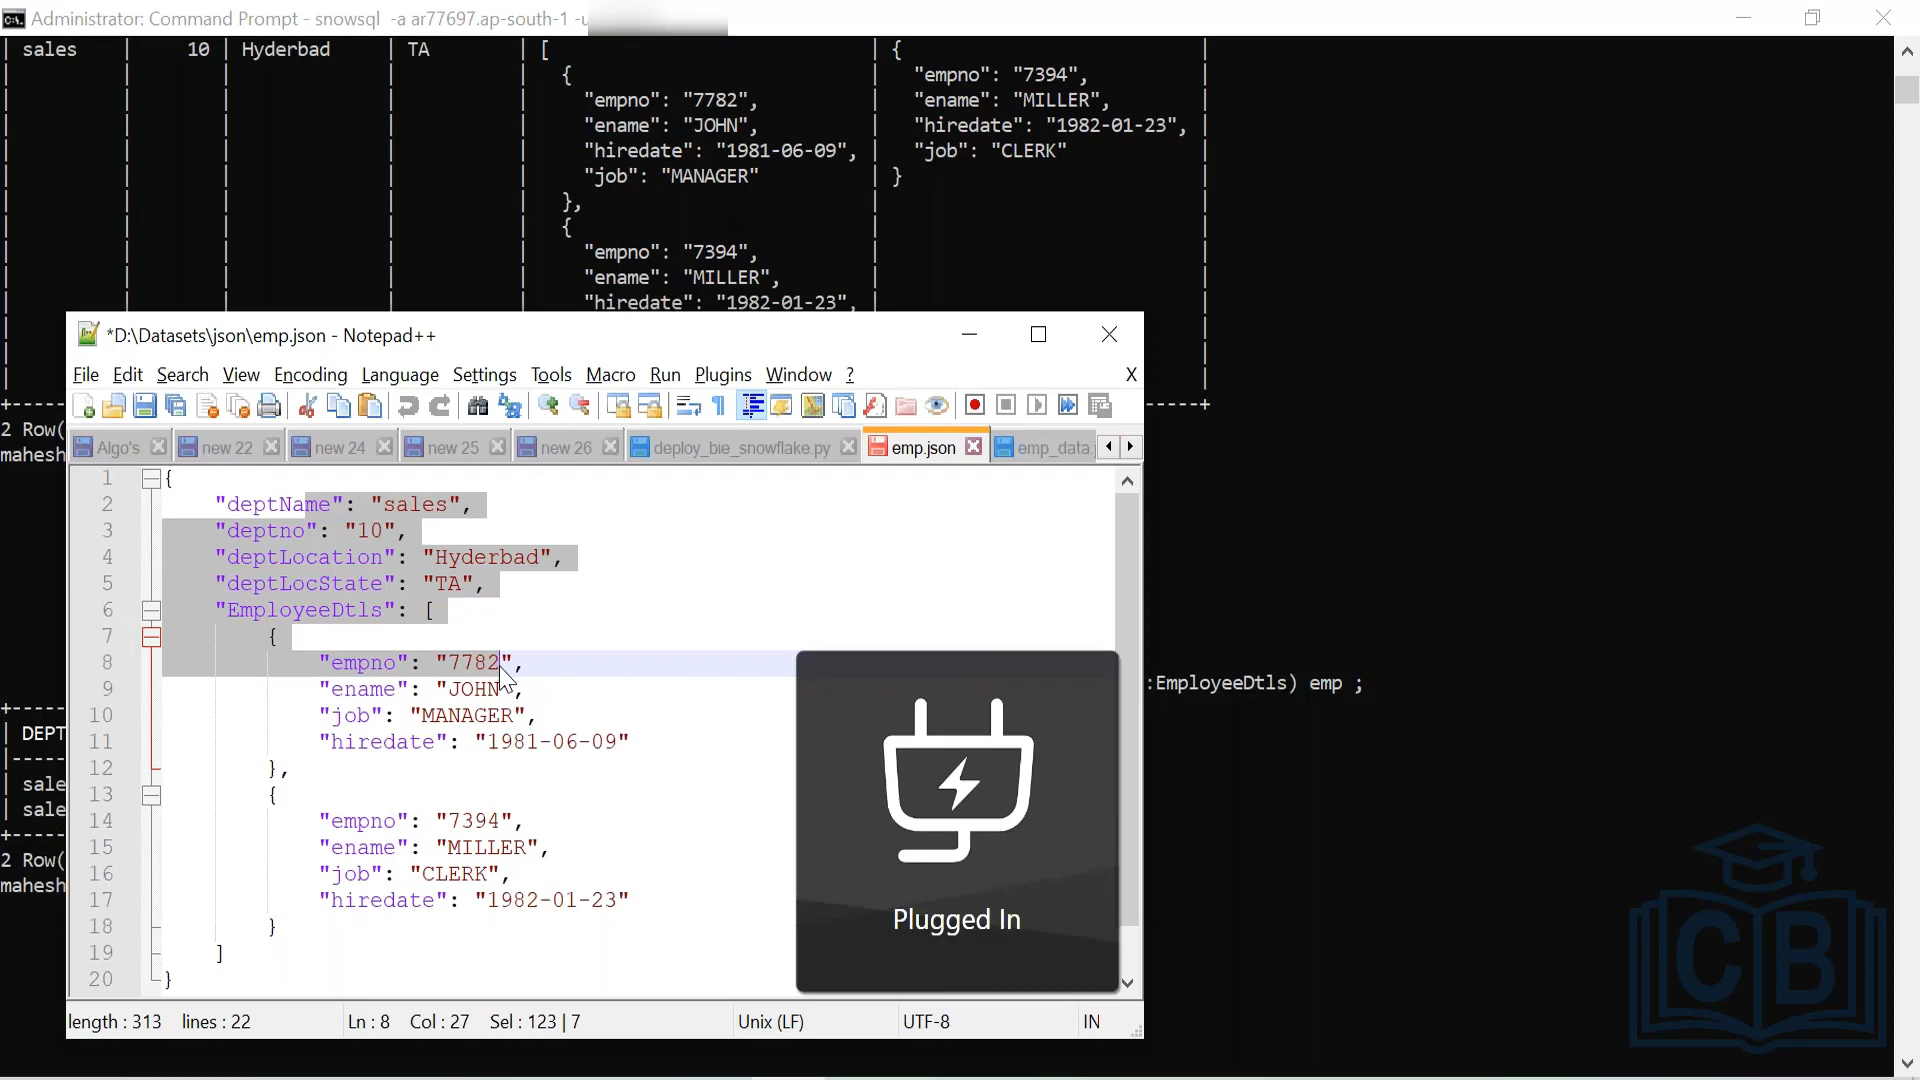 Administrator: Command Prompt - snowsql -a ar77697.ap-south-1 -u
| sales | 10 | Hyderbad | TA | [ | { |
{ "empno": "7394",
"empno": "7782", "ename": "MILLER",
"ename": "JOHN", "hiredate": "1982-01-23",
"hiredate": "1981-06-09", "job": "CLERK"
"job": "MANAGER" }
},
{
"empno": "7394",
"ename": "MILLER",
"hiredate": "1982-01-23",
*D:\Datasets\json\emp.json - Notepad++
File Edit Search View Encoding Language Settings Tools Macro Run Plugins Window ? X
-----+
2 Row(
mahesh
Algo's new 22 new 24 new 25 new 26 deploy_bie_snowflake.py emp.json emp_data.
1 {
2 "deptName": "sales",
3 "deptno": "10",
4 "deptLocation": "Hyderbad",
5 "deptLocState": "TA",
6 "EmployeeDtls": [
7 {
8 "empno": "7782",
9 "ename": "JOHN",
10 "job": "MANAGER",
11 "hiredate": "1981-06-09"
12 },
13 {
14 "empno": "7394",
15 "ename": "MILLER",
16 "job": "CLERK",
17 "hiredate": "1982-01-23"
18 }
19 ]
20 }
:EmployeeDtls) emp ;
+-----
| DEPT
|-----
| sale
| sale
+-----
2 Row(
mahesh
Plugged In
length : 313 lines : 22 Ln : 8 Col : 27 Sel : 123 | 7 Unix (LF) UTF-8 IN
CB